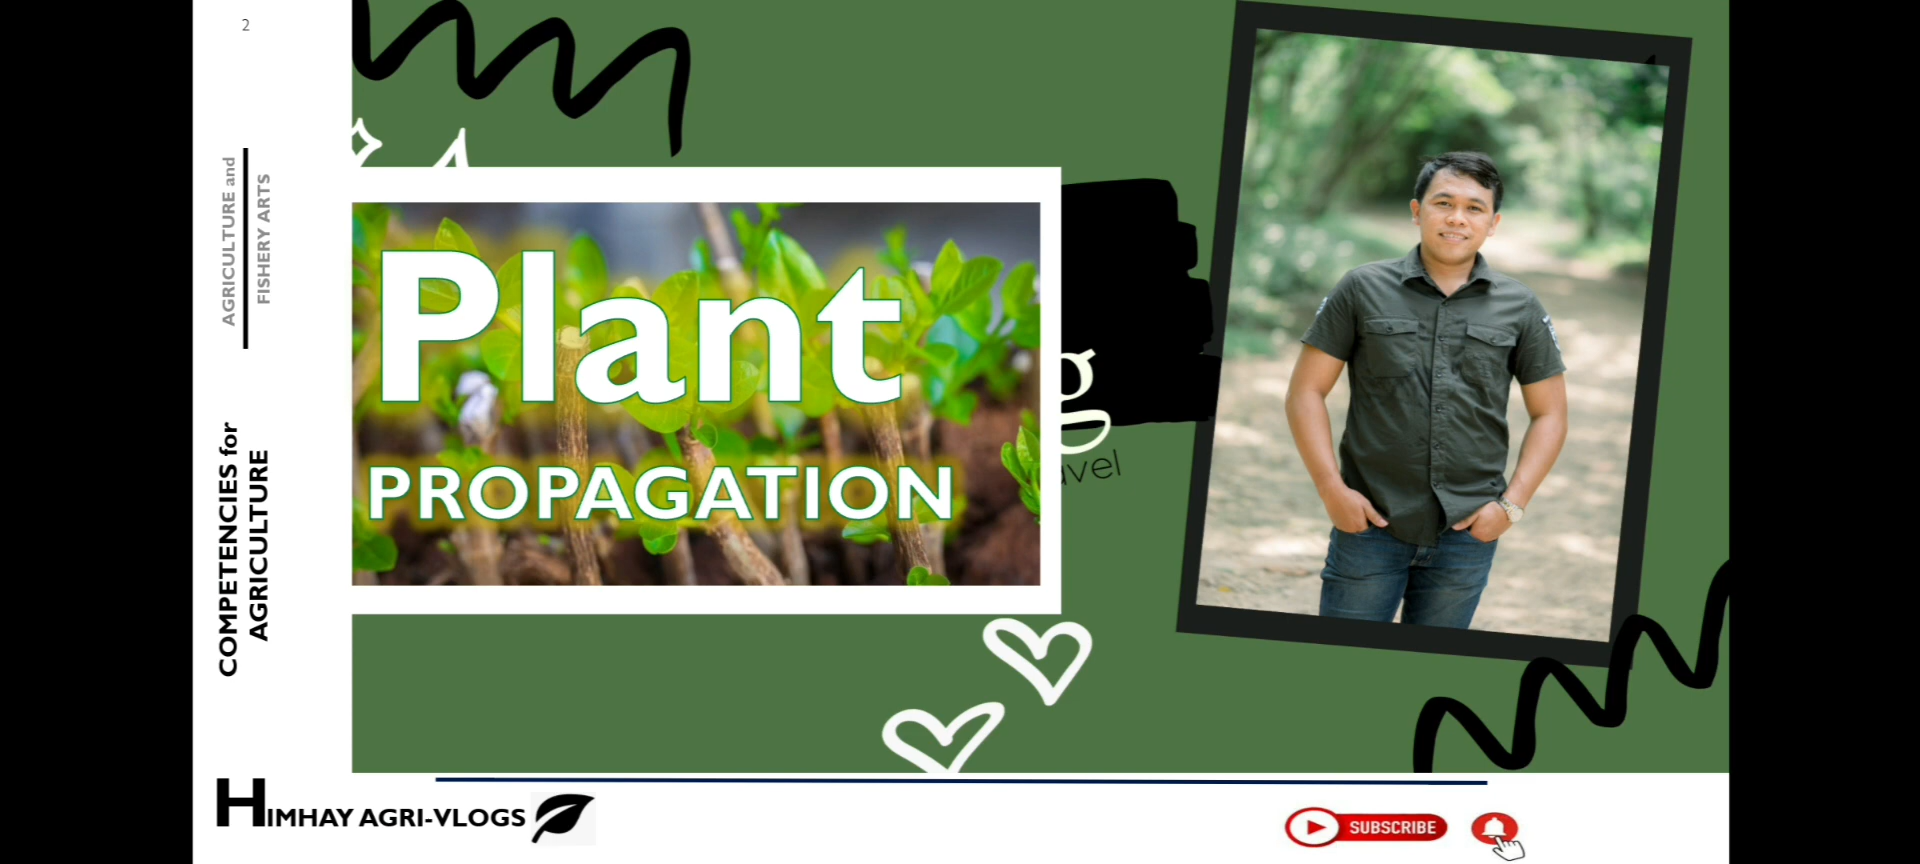 2
AGRICULTURE and
FISHERY ARTS
COMPETENCIES for
AGRICULTURE
Plant
PROPAGATION
HIMHAY AGRI-VLOGS
SUBSCRIBE